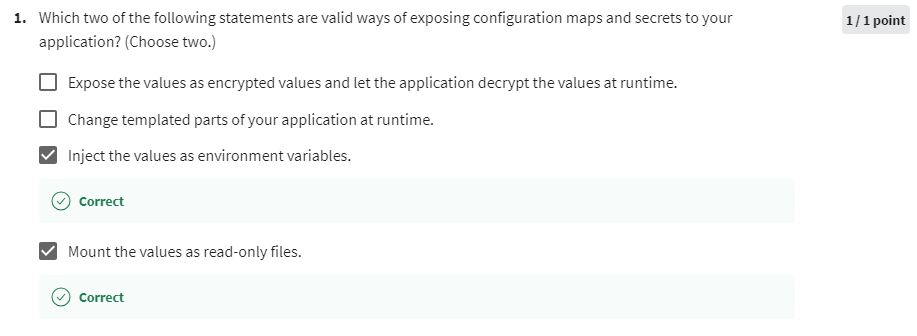 1. Which two of the following statements are valid ways of exposing configuration maps and secrets to your
application? (Choose two.)
1 / 1 point
Expose the values as encrypted values and let the application decrypt the values at runtime.
Change templated parts of your application at runtime.
Inject the values as environment variables.
Correct
Mount the values as read-only files.
Correct